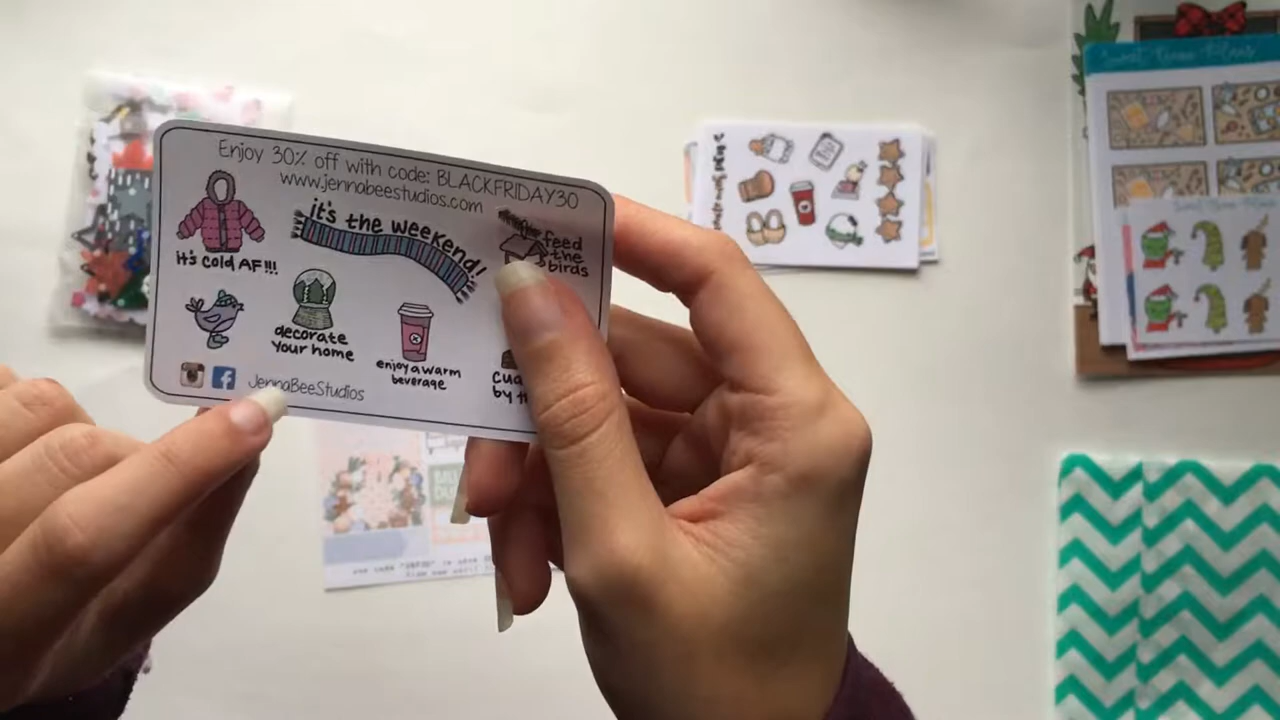 Enjoy 30% off with code: BLACKFRIDAY30
www.jennabeestudios.com
it's the weekend!
feed
the
birds
it's cold AF!!!
decorate
your home
enjoy a warm
beverage
by
JennaBeeStudios